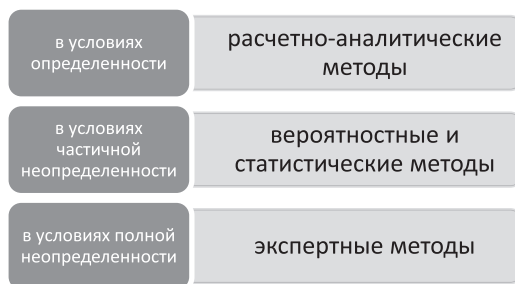 в условиях
определенности
расчетно-аналитические
методы
в условиях
частичной
неопределенности
вероятностные и
статистические методы
в условиях полной
неопределенности
экспертные методы